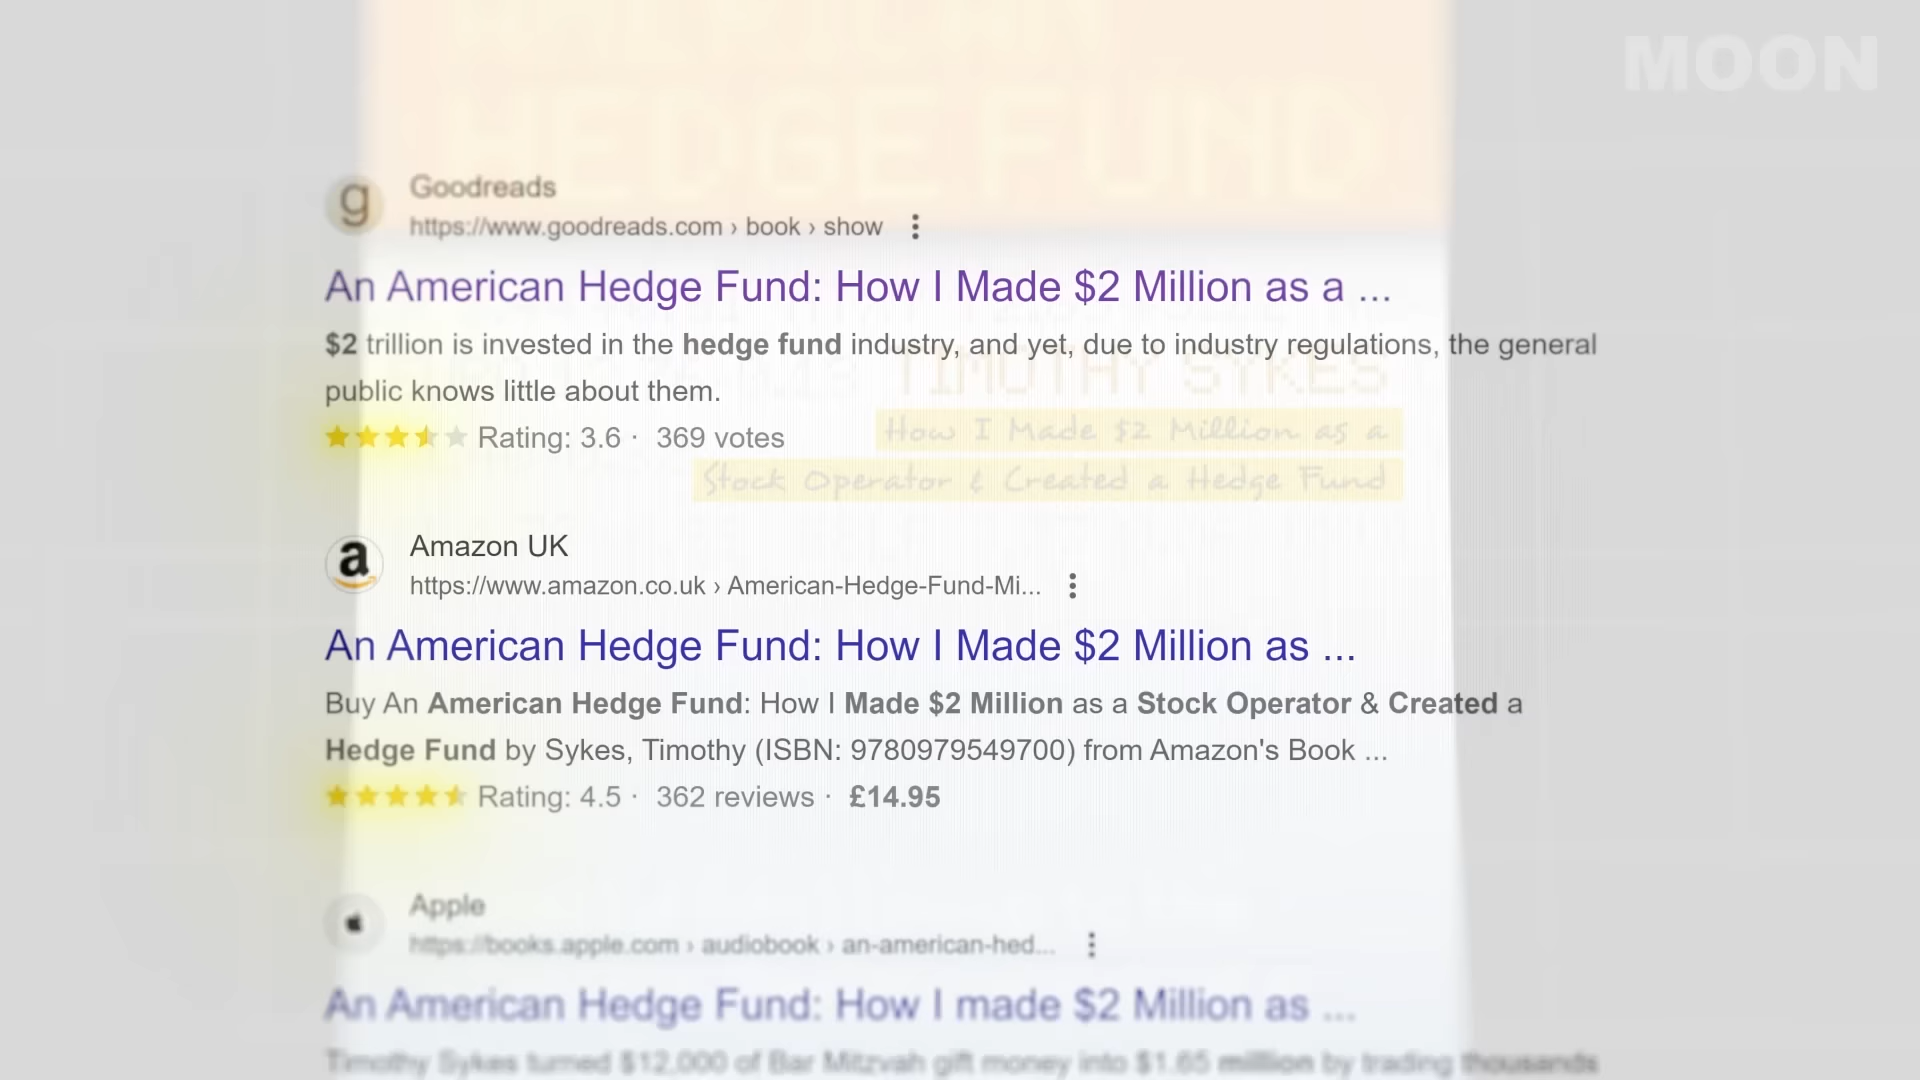 MOON
HEDGE FUND
g
Goodreads
https://www.goodreads.com › book › show
An American Hedge Fund: How I Made $2 Million as a ...
$2 trillion is invested in the hedge fund industry, and yet, due to industry regulations, the general
public knows little about them.
TIMOTHY SYKES
Rating: 3.6 · 369 votes
How I Made $2 Million as a
Stock Operator & Created a Hedge Fund
a
Amazon UK
https://www.amazon.co.uk › American-Hedge-Fund-Mi...
An American Hedge Fund: How I Made $2 Million as ...
Buy An American Hedge Fund: How I Made $2 Million as a Stock Operator & Created a
Hedge Fund by Sykes, Timothy (ISBN: 9780979549700) from Amazon's Book ...
Rating: 4.5 · 362 reviews · £14.95
Apple
https://books.apple.com › audiobook › an-american-hed...
An American Hedge Fund: How I made $2 Million as ...
Timothy Sykes turned $12,000 of Bar Mitzvah gift money into $1.65 million by trading thousands